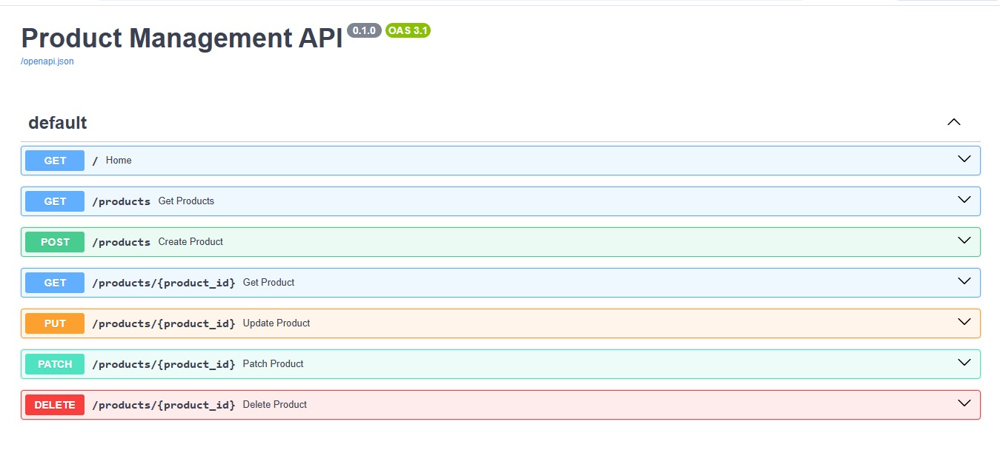 Product Management API 0.1.0 OAS 3.1
/openapi.json
default
GET / Home
GET /products Get Products
POST /products Create Product
GET /products/{product_id} Get Product
PUT /products/{product_id} Update Product
PATCH /products/{product_id} Patch Product
DELETE /products/{product_id} Delete Product